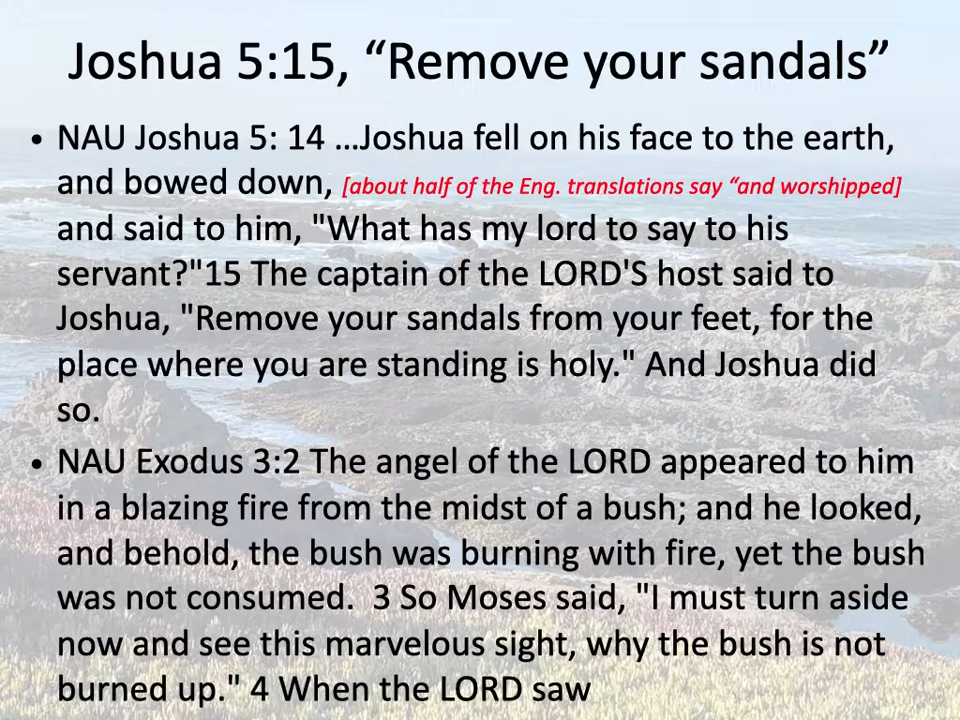 Joshua 5:15, “Remove your sandals”
• NAU Joshua 5: 14 …Joshua fell on his face to the earth,
and bowed down, [about half of the Eng. translations say “and worshipped]
and said to him, "What has my lord to say to his
servant?"15 The captain of the LORD'S host said to
Joshua, "Remove your sandals from your feet, for the
place where you are standing is holy." And Joshua did
so.
• NAU Exodus 3:2 The angel of the LORD appeared to him
in a blazing fire from the midst of a bush; and he looked,
and behold, the bush was burning with fire, yet the bush
was not consumed.  3 So Moses said, "I must turn aside
now and see this marvelous sight, why the bush is not
burned up." 4 When the LORD saw